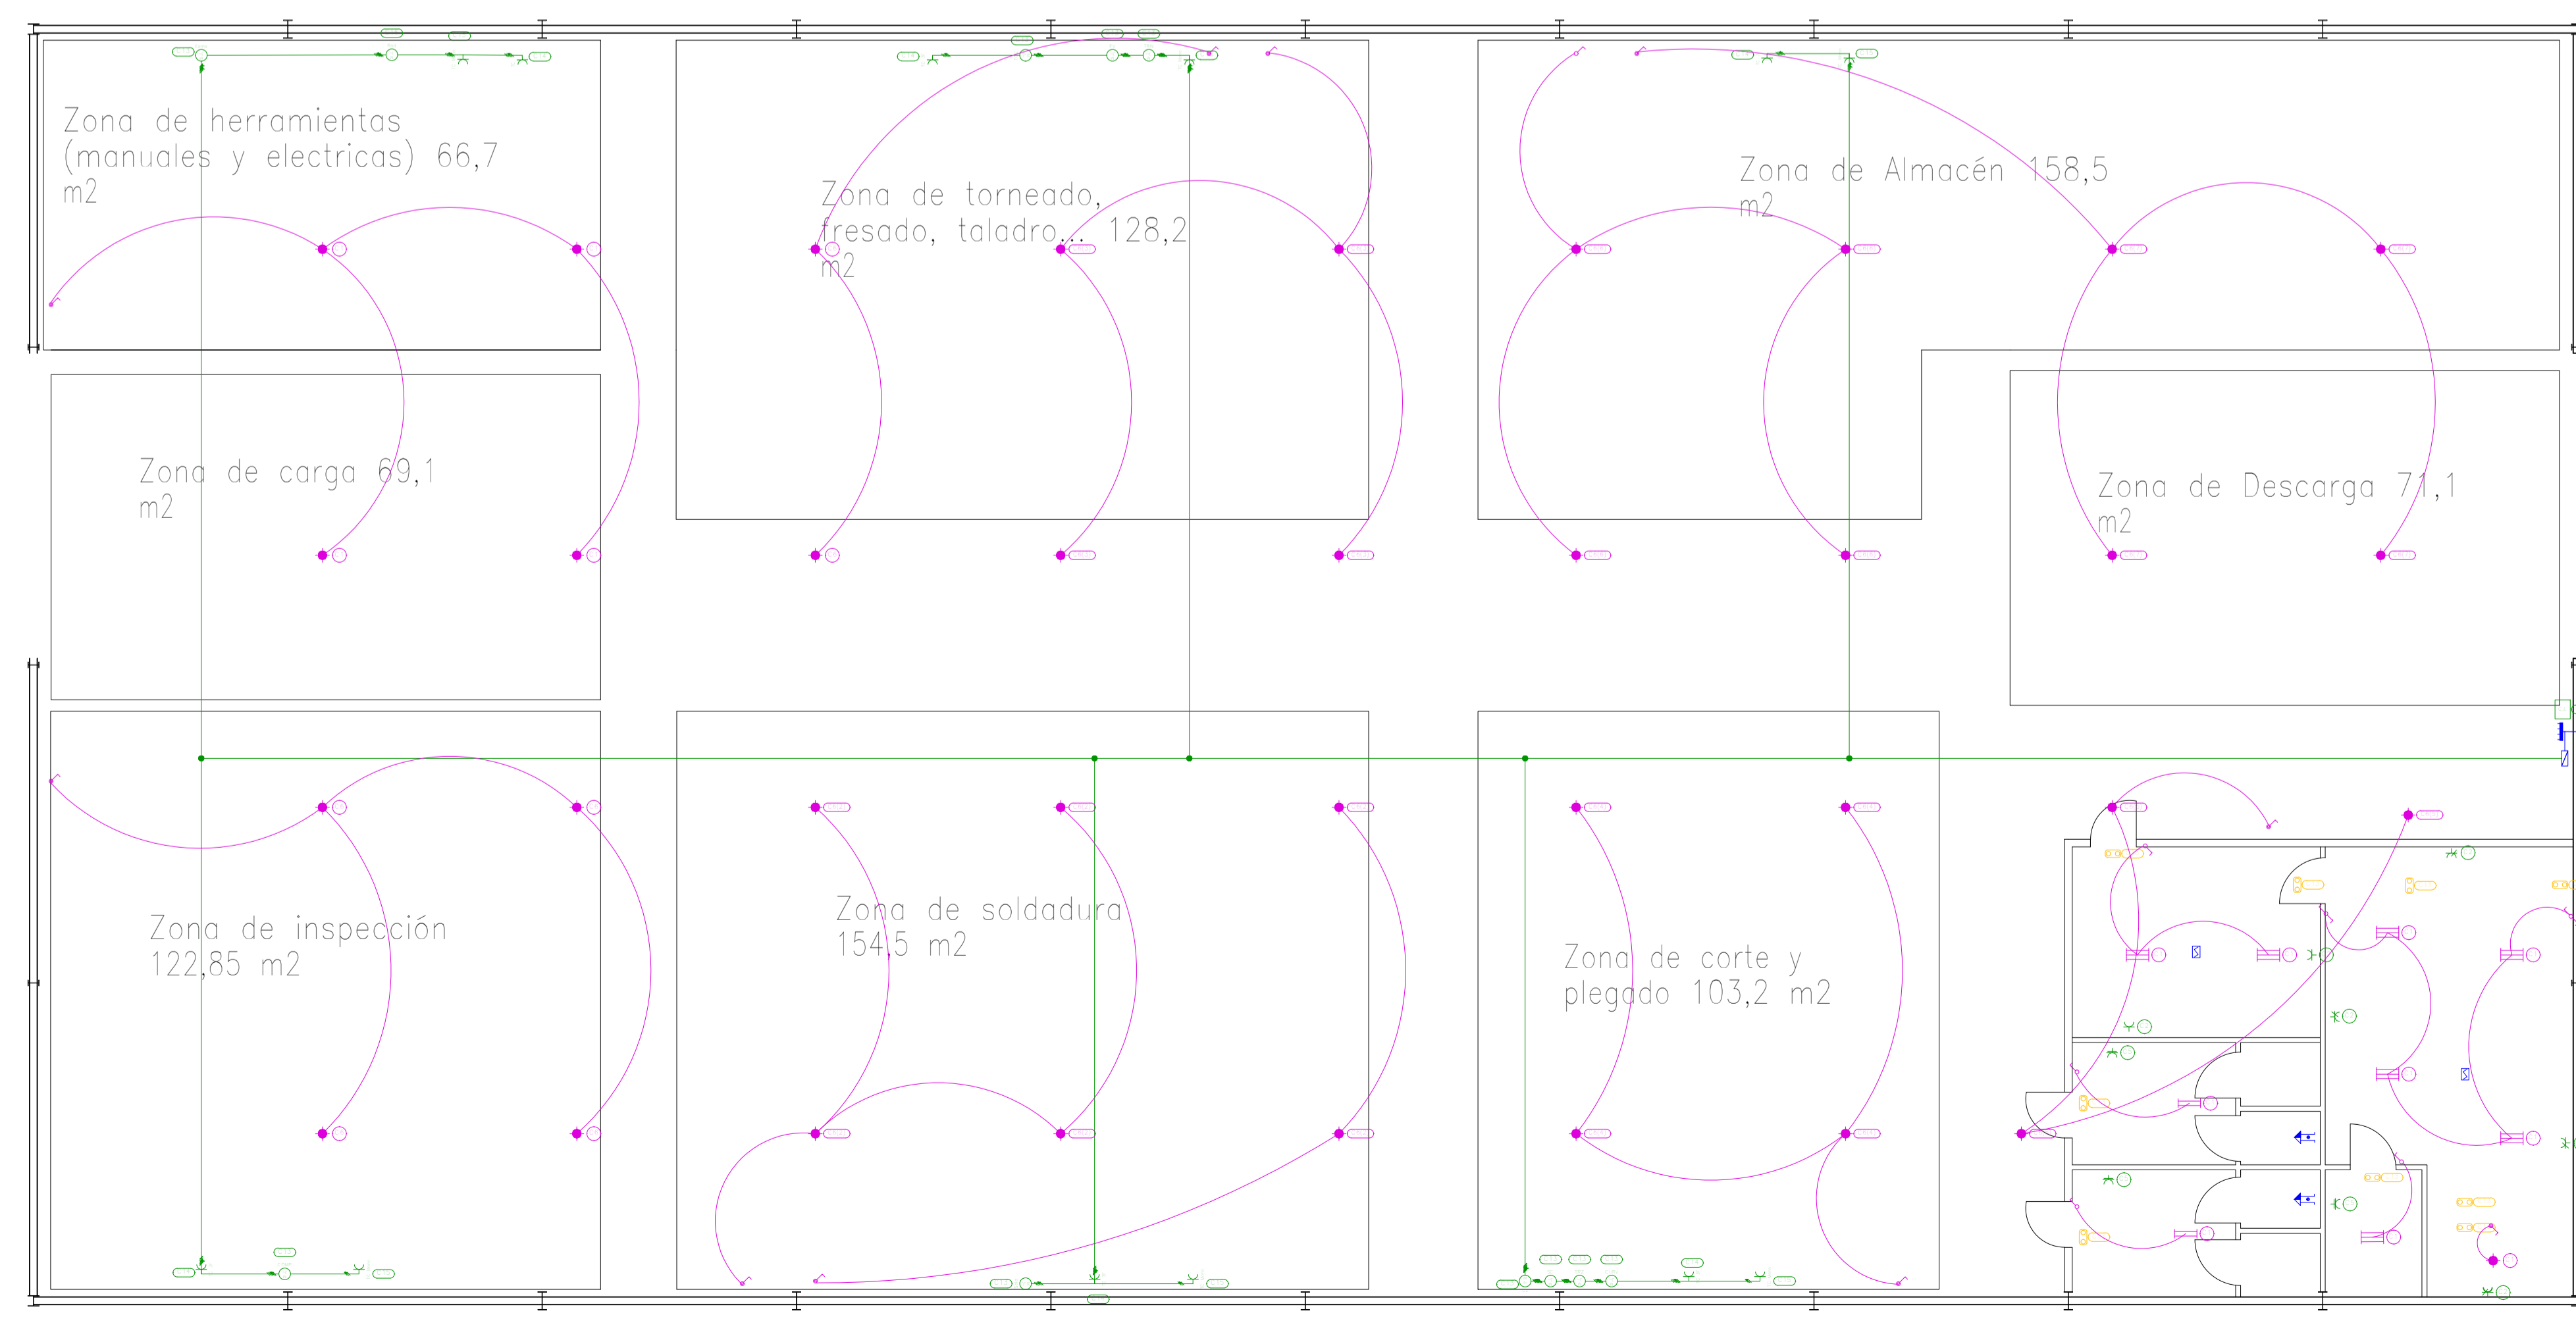 Zona de herramientas
(manuales y electricas) 66,7
m2
Zona de torneado,
fresado, taladro... 128,2
m2
Zona de Almacén 158,5
m2
Zona de carga 69,1
m2
Zona de Descarga 71,1
m2
Zona de inspección
122,85 m2
Zona de soldadura
154,5 m2
Zona de corte y
plegado 103,2 m2